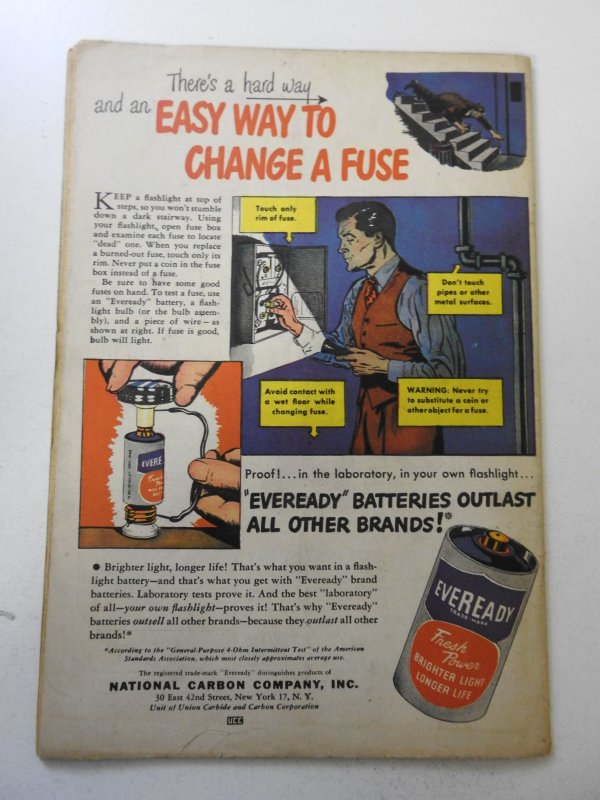 There's a hard way
and an EASY WAY TO
CHANGE A FUSE
KEEP a flashlight at top of
steps, so you won't stumble
down a dark stairway. Using
your flashlight, open fuse box
and examine each fuse to locate
"dead" one. When you replace
a burned-out fuse, touch only its
rim. Never put a coin in the fuse
box instead of a fuse.
Be sure to have some good
fuses on hand. To test a fuse, use
an "Eveready" battery, a flash-
light bulb (or the bulb assem-
bly), and a piece of wire—as
shown at right. If fuse is good,
bulb will light.
Touch only
rim of fuse.
Don't touch
pipes or other
metal surfaces.
Avoid contact with
a wet floor while
changing fuse.
WARNING: Never try
to substitute a coin or
other object for a fuse.
EVERE
Proof!...in the laboratory, in your own flashlight...
"EVEREADY" BATTERIES OUTLAST
ALL OTHER BRANDS!*
● Brighter light, longer life! That's what you want in a flash-
light battery—and that's what you get with "Eveready" brand
batteries. Laboratory tests prove it. And the best "laboratory"
of all—your own flashlight—proves it! That's why "Eveready"
batteries outsell all other brands—because they outlast all other
brands!*
*According to the "General-Purpose 4-Ohm Intermittent Test" of the American
Standards Association, which most closely approximates average use.
The registered trade-mark "Eveready" distinguishes products of
NATIONAL CARBON COMPANY, INC.
30 East 42nd Street, New York 17, N. Y.
Unit of Union Carbide and Carbon Corporation
UCC
EVEREADY
TRADE-MARK
Fresh
Power
BRIGHTER LIGHT
LONGER LIFE